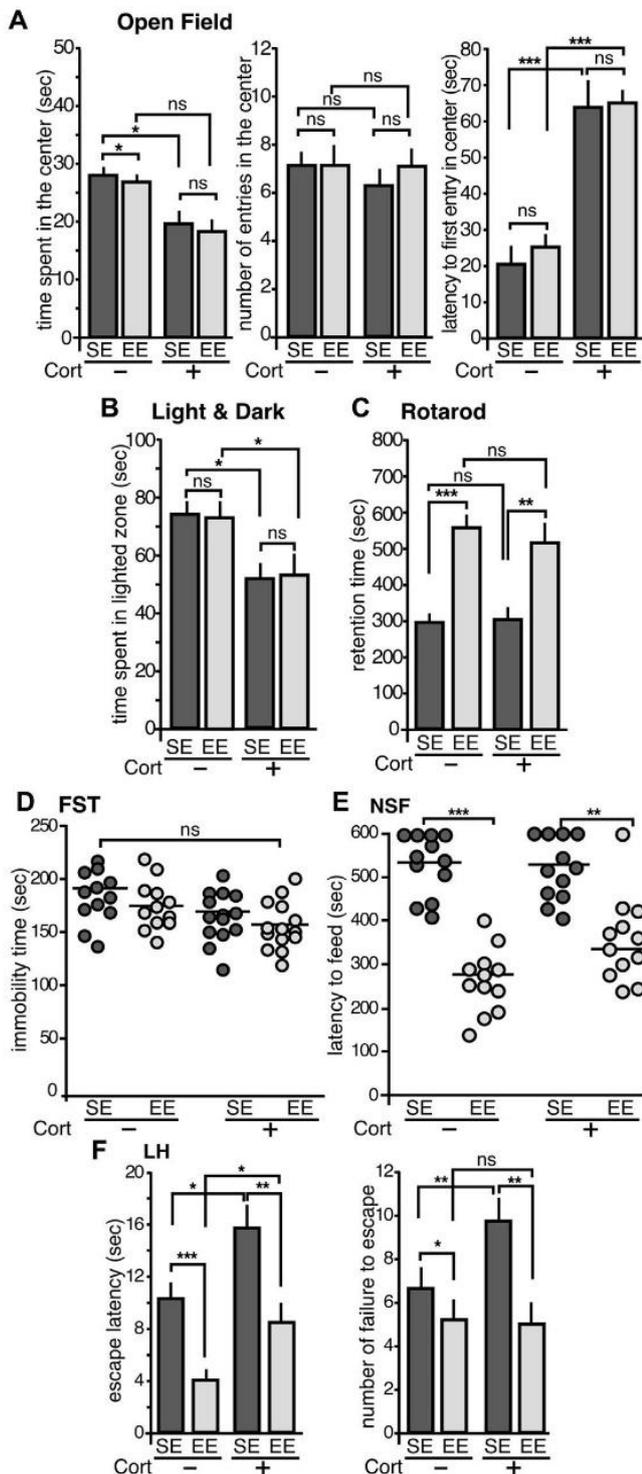 A Open Field
time spent in the center (sec)
50
40
30
20
10
0
*
*
ns
ns
SE EE SE EE
Cort − +
number of entries in the center
12
10
8
6
4
2
0
ns
ns
ns
ns
SE EE SE EE
Cort − +
latency to first entry in center (sec)
80
70
60
50
40
30
20
10
0
***
***
ns
ns
SE EE SE EE
Cort − +
B Light & Dark
time spent in lighted zone (sec)
100
80
60
40
20
0
*
*
ns
ns
SE EE SE EE
Cort − +
C Rotarod
retention time (sec)
800
700
600
500
400
300
200
100
0
ns
ns
***
**
SE EE SE EE
Cort − +
D FST
immobility time (sec)
250
200
150
100
50
0
ns
SE EE SE EE
Cort − +
E NSF
latency to feed (sec)
600
500
400
300
200
100
0
***
**
SE EE SE EE
Cort − +
F LH
escape latency (sec)
20
16
12
8
4
0
*
*
**
***
SE EE SE EE
Cort − +
number of failure to escape
12
10
8
6
4
2
0
ns
**
**
*
SE EE SE EE
Cort − +